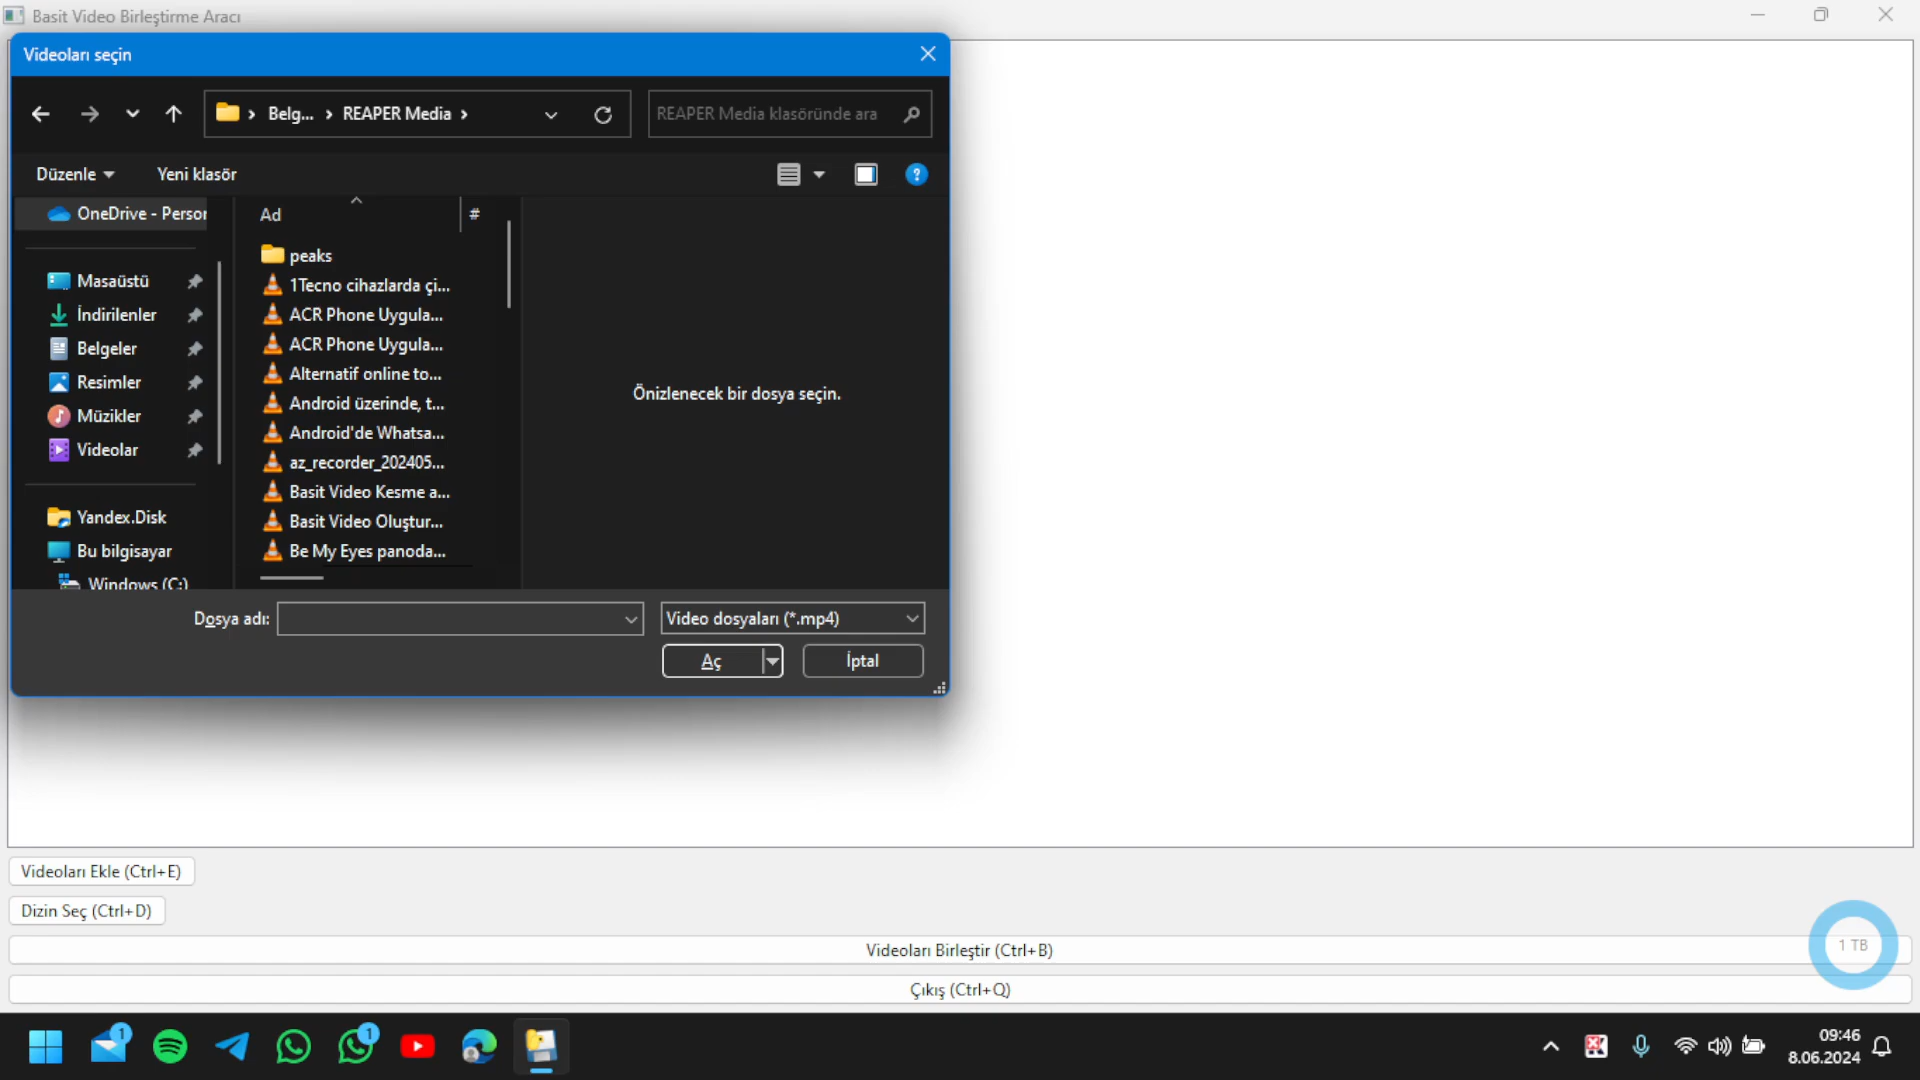 Basit Video Birleştirme Aracı
Videoları seçin
Belg... REAPER Media
REAPER Media klasöründe ara
Düzenle
Yeni klasör
?
OneDrive - Persor
Masaüstü
İndirilenler
Belgeler
Resimler
Müzikler
Videolar
Yandex.Disk
Bu bilgisayar
Windows (C:)
Ad
#
peaks
1Tecno cihazlarda çi...
ACR Phone Uygula...
ACR Phone Uygula...
Alternatif online to...
Android üzerinde, t...
Android'de Whatsa...
az_recorder_202405...
Basit Video Kesme a...
Basit Video Oluştur...
Be My Eyes panoda...
Önizlenecek bir dosya seçin.
Dosya adı:
Video dosyaları (*.mp4)
Aç
İptal
Videoları Ekle (Ctrl+E)
Dizin Seç (Ctrl+D)
Videoları Birleştir (Ctrl+B)
1 TB
Çıkış (Ctrl+Q)
1
1
09:46
8.06.2024